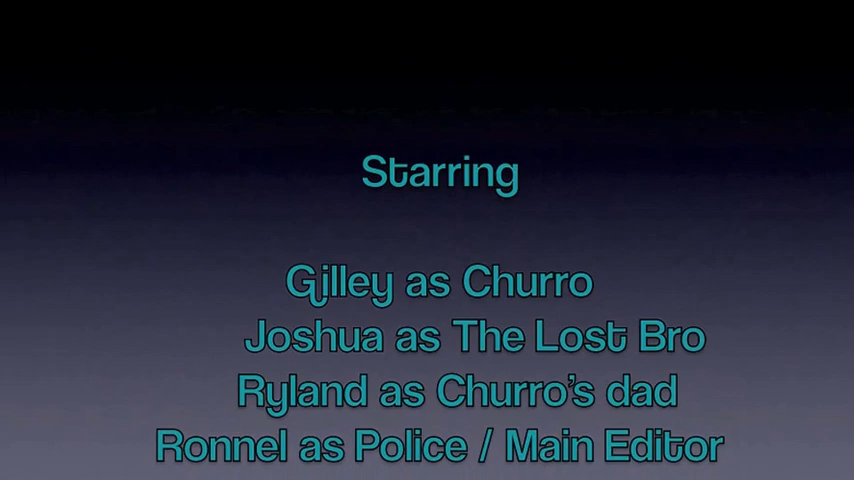 Starring
Gilley as Churro
Joshua as The Lost Bro
Ryland as Churro's dad
Ronnel as Police / Main Editor